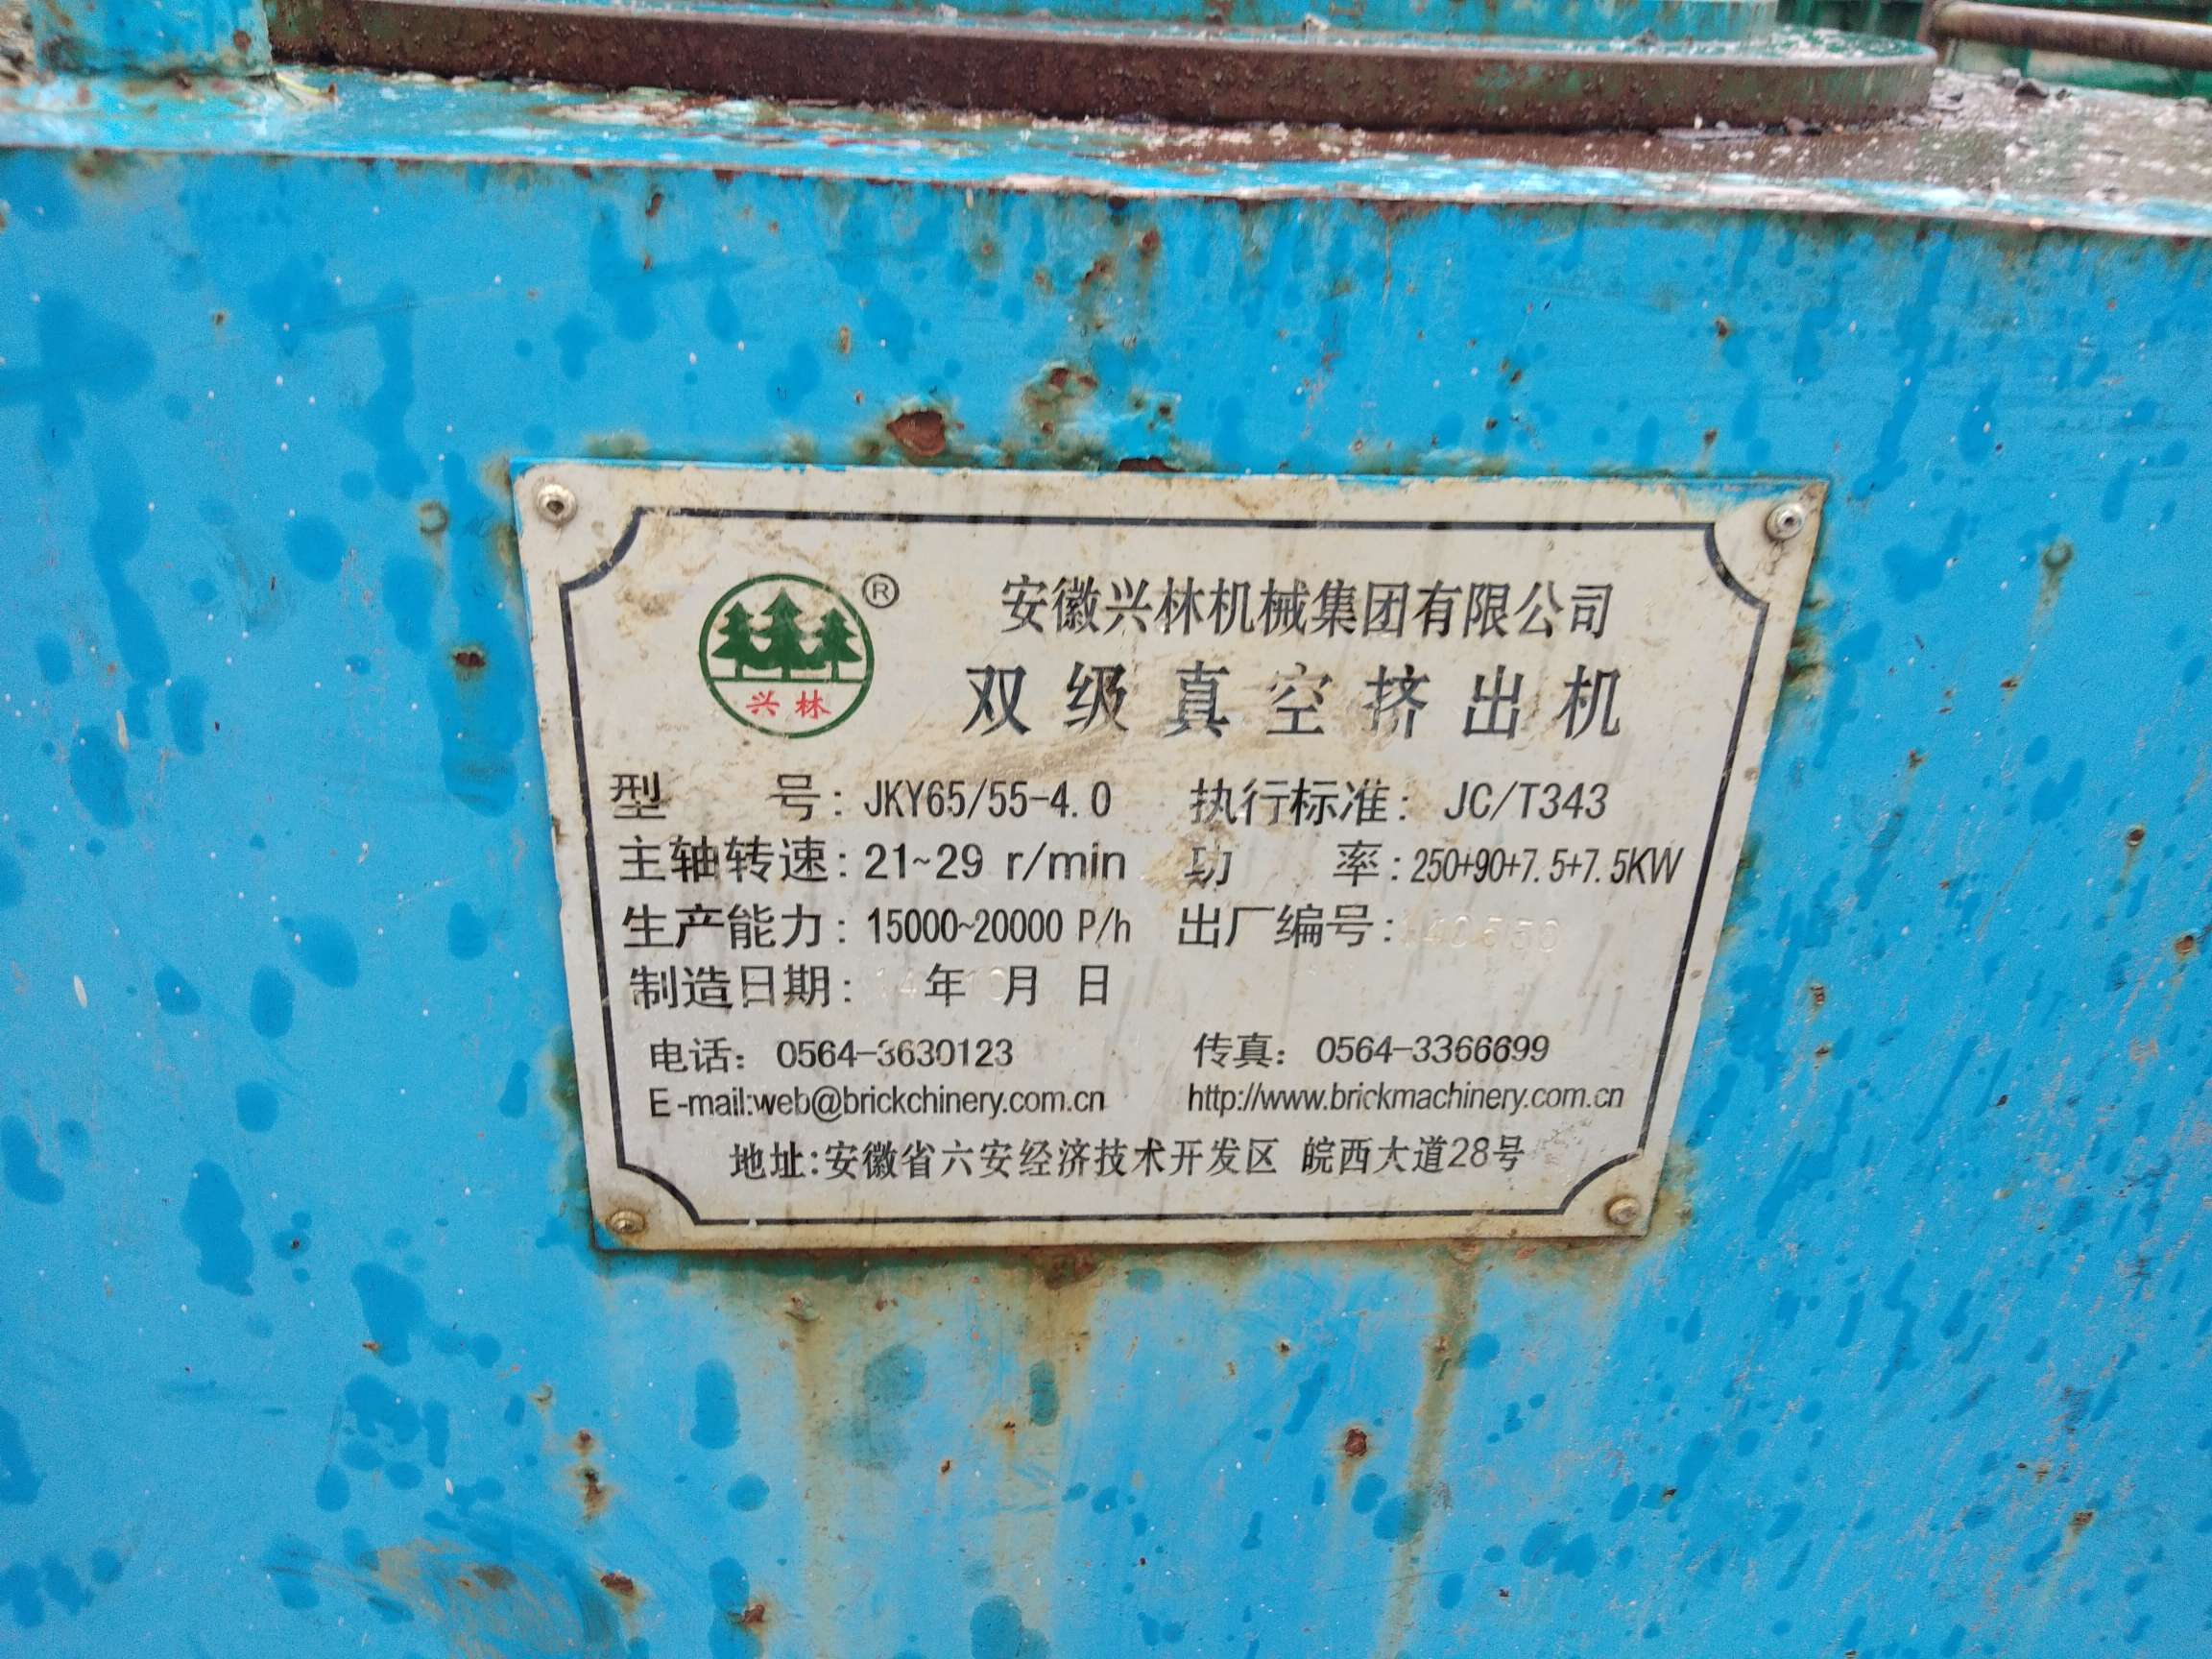 兴林
®
安徽兴林机械集团有限公司
双级真空挤出机
型 号: JKY65/55-4.0 执行标准: JC/T343
主轴转速: 21~29 r/min 功 率: 250+90+7.5+7.5KW
生产能力: 15000~20000 P/h 出厂编号:
制造日期: 年 月 日
电话: 0564-3630123 传真: 0564-3366699
E-mail:web@brickchinery.com.cn http://www.brickmachinery.com.cn
地址:安徽省六安经济技术开发区 皖西大道28号